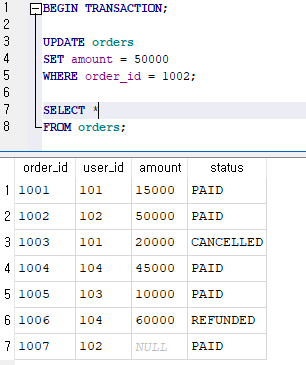 1 BEGIN TRANSACTION;
2
3 UPDATE orders
4 SET amount = 50000
5 WHERE order_id = 1002;
6
7 SELECT *
8 FROM orders;
order_id user_id amount status
1 1001 101 15000 PAID
2 1002 102 50000 PAID
3 1003 101 20000 CANCELLED
4 1004 104 45000 PAID
5 1005 103 10000 PAID
6 1006 104 60000 REFUNDED
7 1007 102 NULL PAID